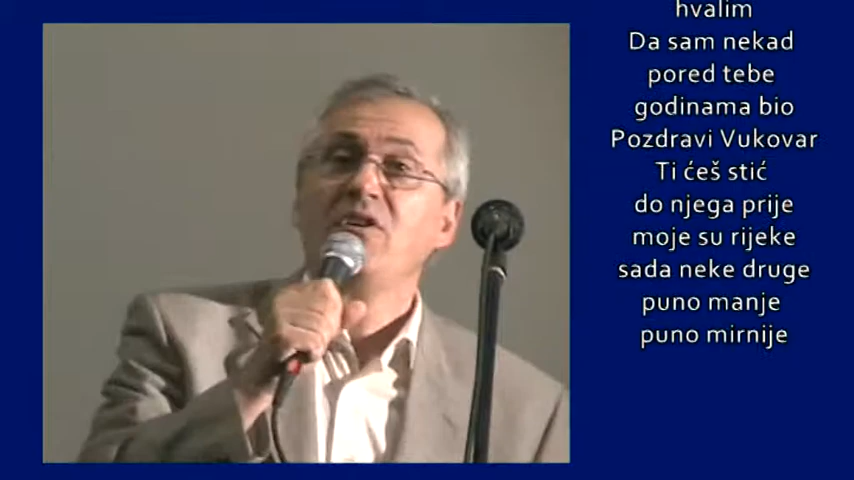 hvalim
Da sam nekad
pored tebe
godinama bio
Pozdravi Vukovar
Ti ćeš stić
do njega prije
moje su rijeke
sada neke druge
puno manje
puno mirnije